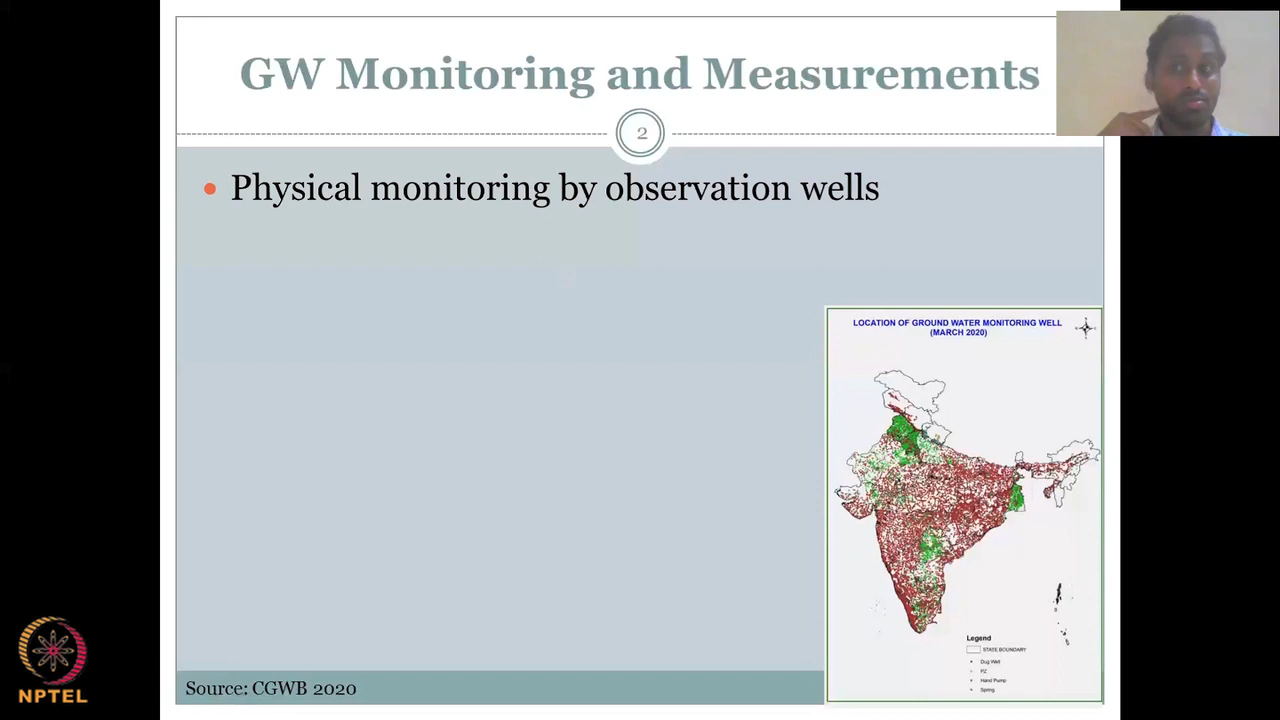 GW Monitoring and Measurements
2
• Physical monitoring by observation wells
LOCATION OF GROUND WATER MONITORING WELL
(MARCH 2020)
Legend
STATE BOUNDARY
Dug Well
PZ
Hand Pump
Spring
Source: CGWB 2020
NPTEL